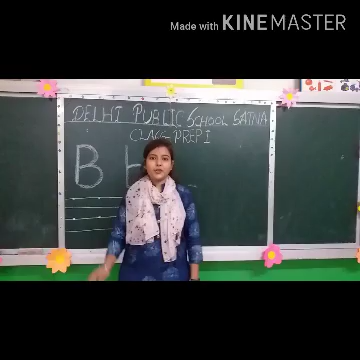 Made with KINEMASTER
DELHI PUBLIC SCHOOL SATNA
CLASS-PREP I
B